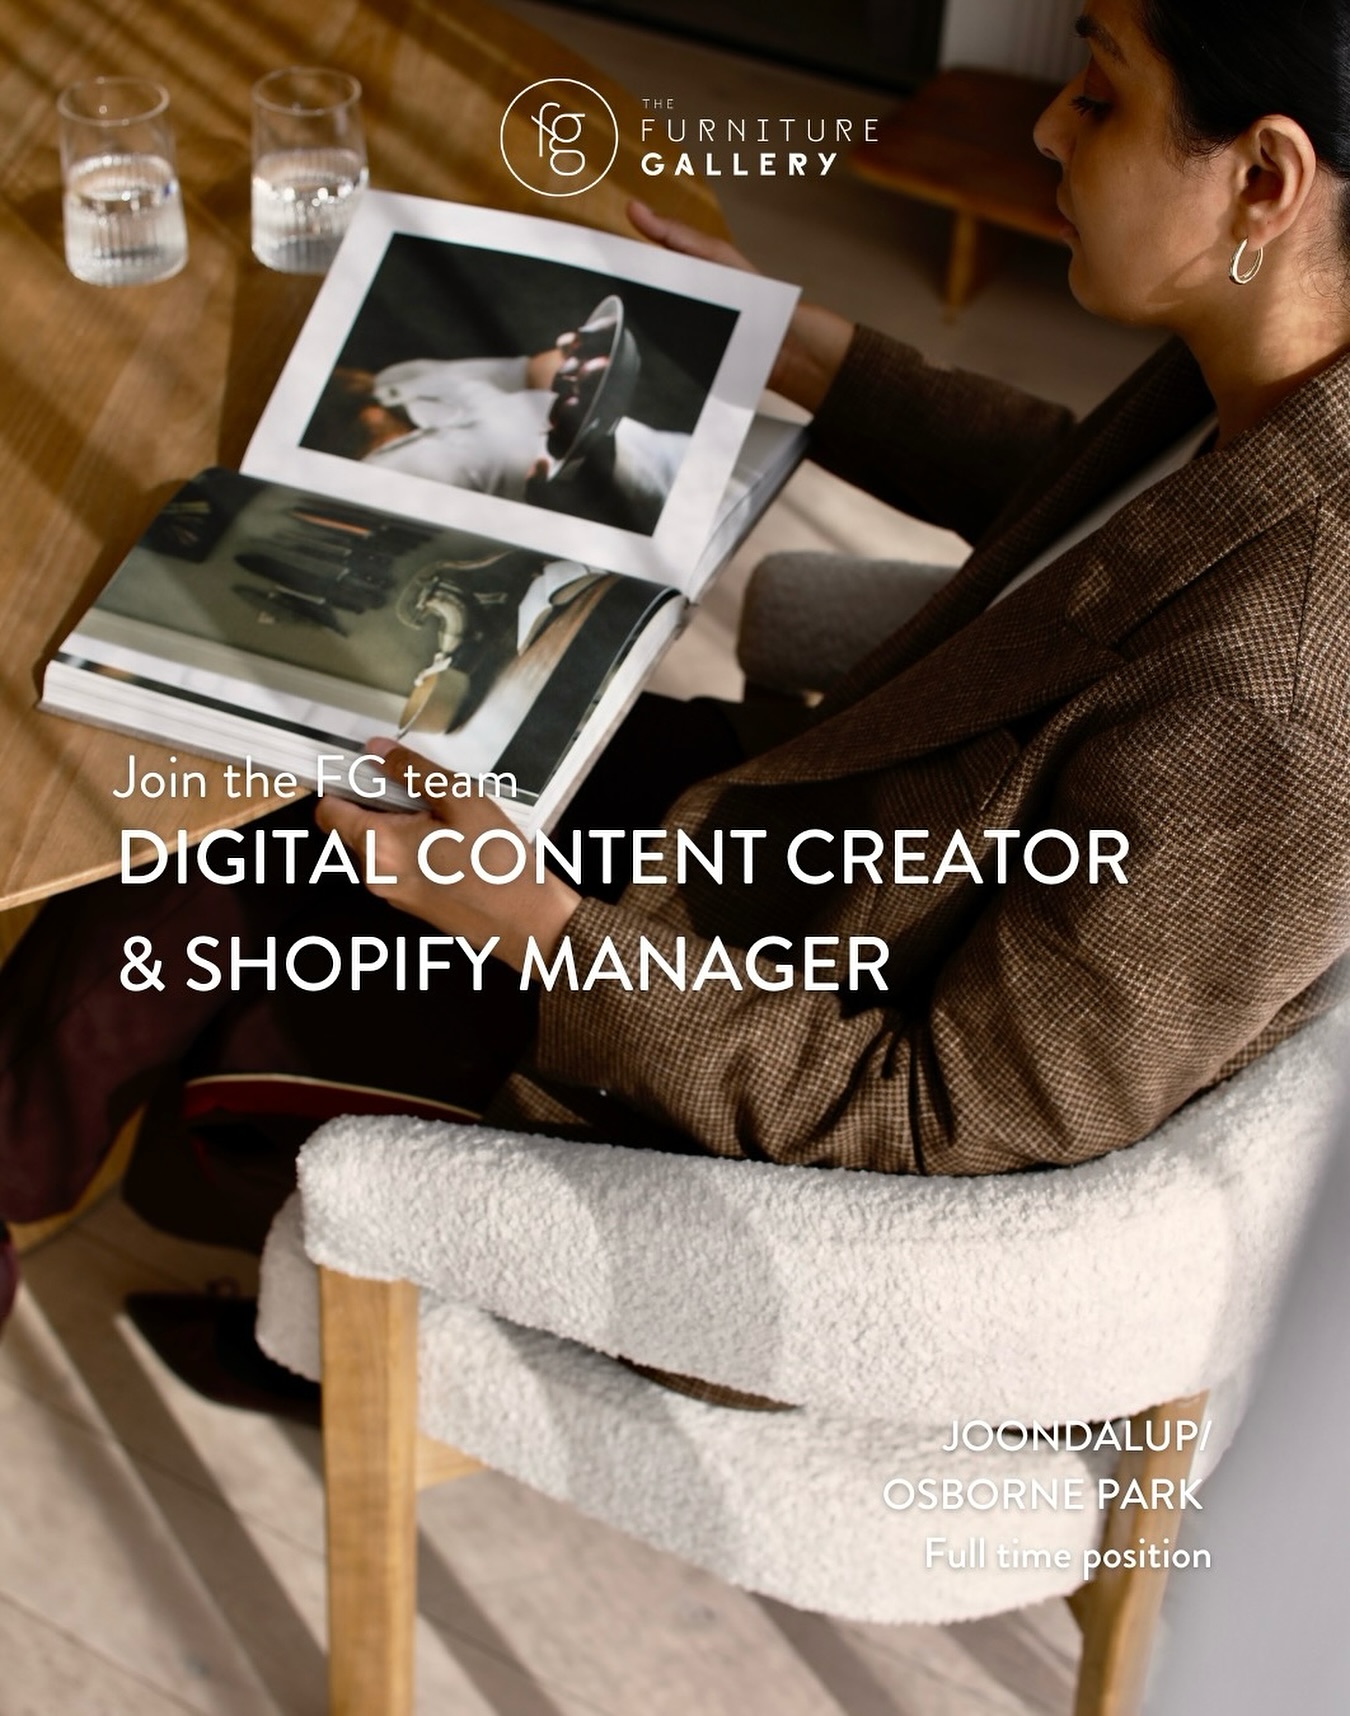 fg
THE
FURNITURE
GALLERY
Join the FG team
DIGITAL CONTENT CREATOR
& SHOPIFY MANAGER
JOONDALUP/
OSBORNE PARK
Full time position